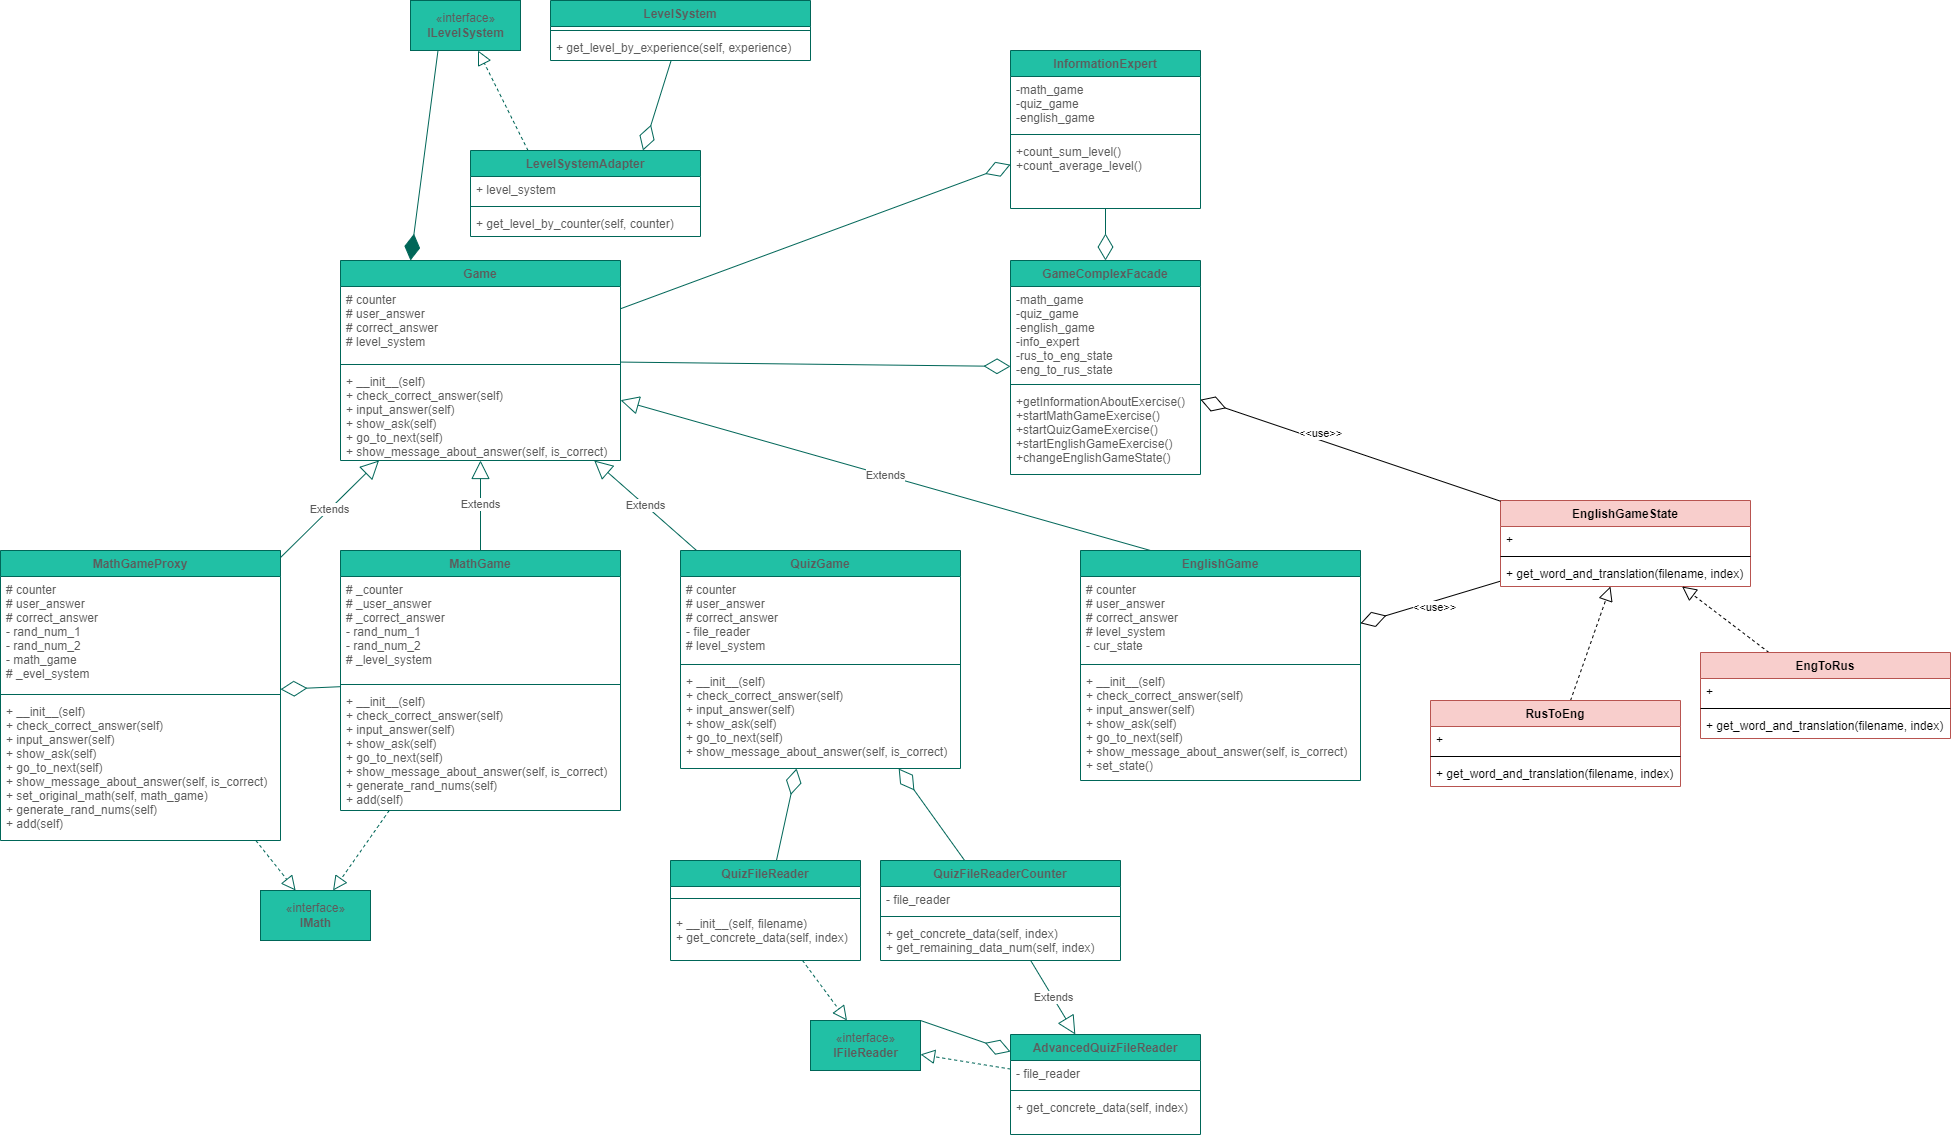 «interface»
ILevelSystem
LevelSystem
+ get_level_by_experience(self, experience)
LevelSystemAdapter
+ level_system
+ get_level_by_counter(self, counter)
InformationExpert
-math_game
-quiz_game
-english_game
+count_sum_level()
+count_average_level()
Game
# counter
# user_answer
# correct_answer
# level_system
+ __init__(self)
+ check_correct_answer(self)
+ input_answer(self)
+ show_ask(self)
+ go_to_next(self)
+ show_message_about_answer(self, is_correct)
GameComplexFacade
-math_game
-quiz_game
-english_game
-info_expert
-rus_to_eng_state
-eng_to_rus_state
+getInformationAboutExercise()
+startMathGameExercise()
+startQuizGameExercise()
+startEnglishGameExercise()
+changeEnglishGameState()
<<use>>
Extends
Extends
Extends
Extends
EnglishGameState
+
+ get_word_and_translation(filename, index)
<<use>>
MathGameProxy
# counter
# user_answer
# correct_answer
- rand_num_1
- rand_num_2
- math_game
# _evel_system
+ __init__(self)
+ check_correct_answer(self)
+ input_answer(self)
+ show_ask(self)
+ go_to_next(self)
+ show_message_about_answer(self, is_correct)
+ set_original_math(self, math_game)
+ generate_rand_nums(self)
+ add(self)
MathGame
# _counter
# _user_answer
# _correct_answer
- rand_num_1
- rand_num_2
# _level_system
+ __init__(self)
+ check_correct_answer(self)
+ input_answer(self)
+ show_ask(self)
+ go_to_next(self)
+ show_message_about_answer(self, is_correct)
+ generate_rand_nums(self)
+ add(self)
QuizGame
# counter
# user_answer
# correct_answer
- file_reader
# level_system
+ __init__(self)
+ check_correct_answer(self)
+ input_answer(self)
+ show_ask(self)
+ go_to_next(self)
+ show_message_about_answer(self, is_correct)
EnglishGame
# counter
# user_answer
# correct_answer
# level_system
- cur_state
+ __init__(self)
+ check_correct_answer(self)
+ input_answer(self)
+ show_ask(self)
+ go_to_next(self)
+ show_message_about_answer(self, is_correct)
+ set_state()
EngToRus
+
+ get_word_and_translation(filename, index)
RusToEng
+
+ get_word_and_translation(filename, index)
«interface»
IMath
QuizFileReader
+ __init__(self, filename)
+ get_concrete_data(self, index)
QuizFileReaderCounter
- file_reader
+ get_concrete_data(self, index)
+ get_remaining_data_num(self, index)
Extends
«interface»
IFileReader
AdvancedQuizFileReader
- file_reader
+ get_concrete_data(self, index)